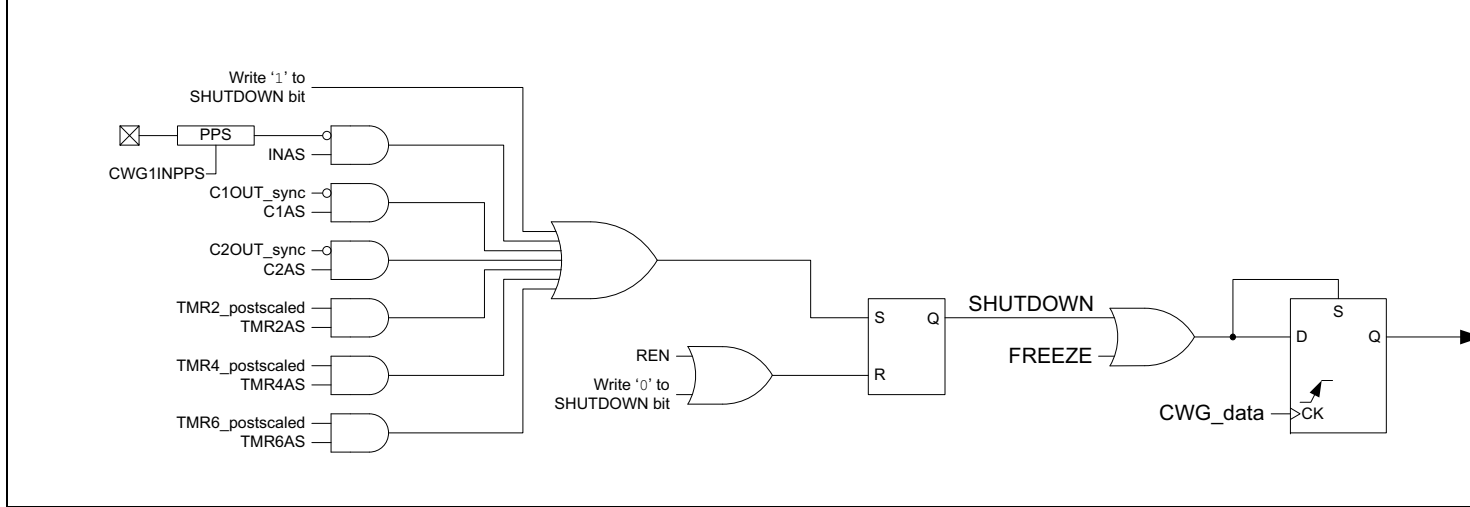 Write ‘1’ to
SHUTDOWN bit
PPS
INAS
CWG1INPPS
C1OUT_sync
C1AS
C2OUT_sync
C2AS
TMR2_postscaled
TMR2AS
TMR4_postscaled
TMR4AS
TMR6_postscaled
TMR6AS
REN
Write ‘0’ to
SHUTDOWN bit
S
Q
R
SHUTDOWN
FREEZE
S
D
Q
CWG_data
CK